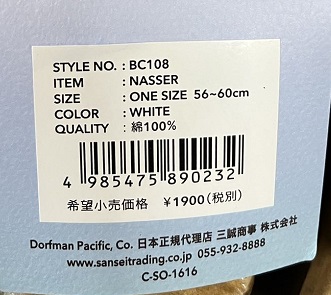 STYLE NO. : BC108
ITEM : NASSER
SIZE : ONE SIZE 56~60cm
COLOR : WHITE
QUALITY : 綿100%
4 985475 890232
希望小売価格 ¥1900(税別)
Dorfman Pacific, Co. 日本正規代理店 三誠商事 株式会社
www.sanseitrading.co.jp 055-932-8888
C-SO-1616